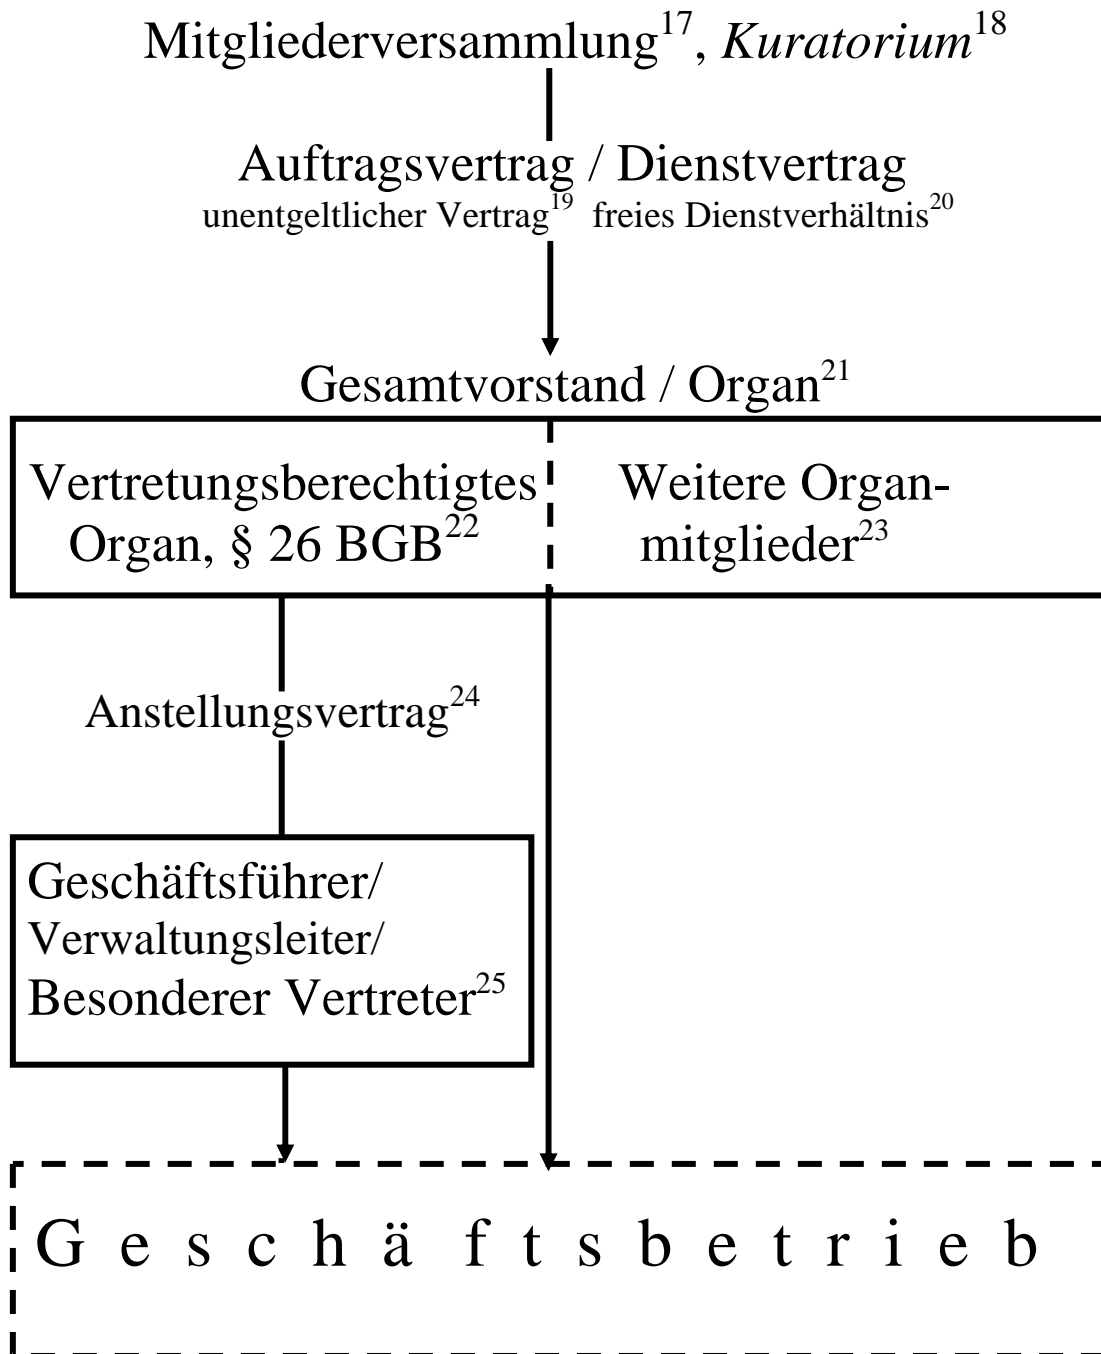 Mitgliederversammlung17, Kuratorium18
Auftragsvertrag / Dienstvertrag
unentgeltlicher Vertrag19 freies Dienstverhältnis20
Gesamtvorstand / Organ21
Vertretungsberechtigtes
Organ, § 26 BGB22
Weitere Organ-
mitglieder23
Anstellungsvertrag24
Geschäftsführer/
Verwaltungsleiter/
Besonderer Vertreter25
G e s c h ä f t s b e t r i e b